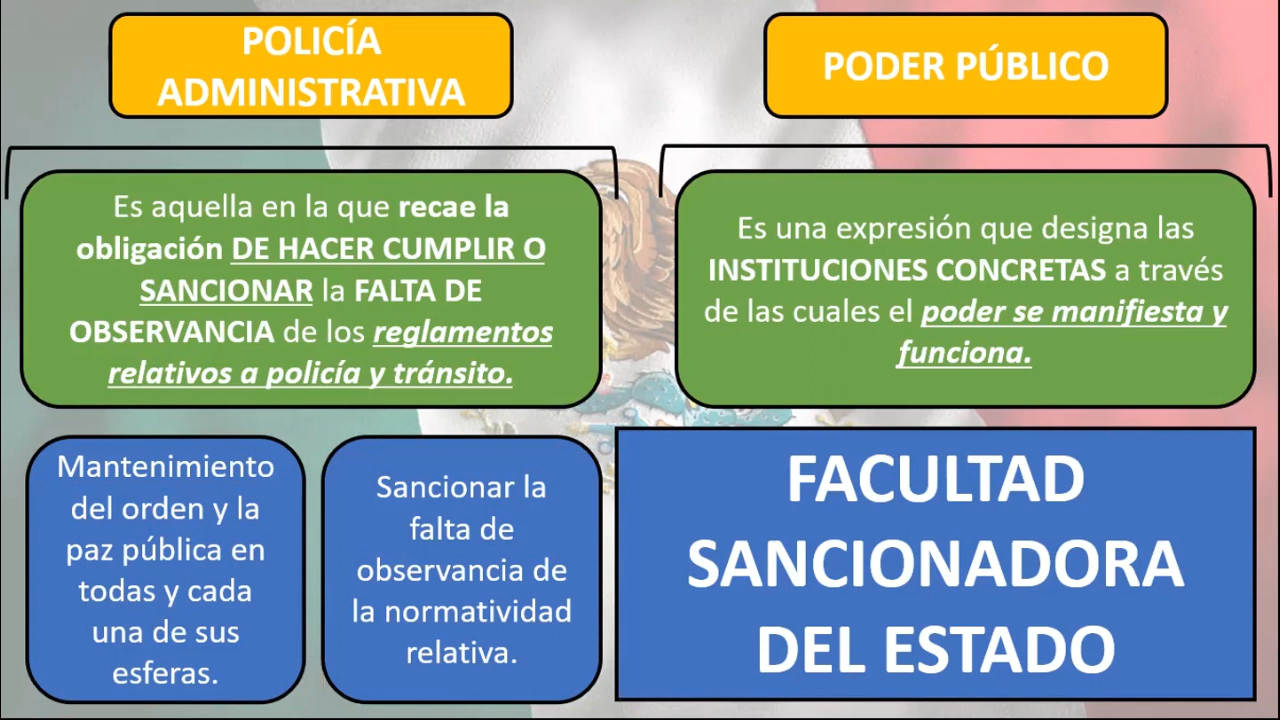 POLICÍA
ADMINISTRATIVA
PODER PÚBLICO
Es aquella en la que recae la
obligación DE HACER CUMPLIR O
SANCIONAR la FALTA DE
OBSERVANCIA de los reglamentos
relativos a policía y tránsito.
Es una expresión que designa las
INSTITUCIONES CONCRETAS a través
de las cuales el poder se manifiesta y
funciona.
Mantenimiento
del orden y la
paz pública en
todas y cada
una de sus
esferas.
Sancionar la
falta de
observancia de
la normatividad
relativa.
FACULTAD
SANCIONADORA
DEL ESTADO